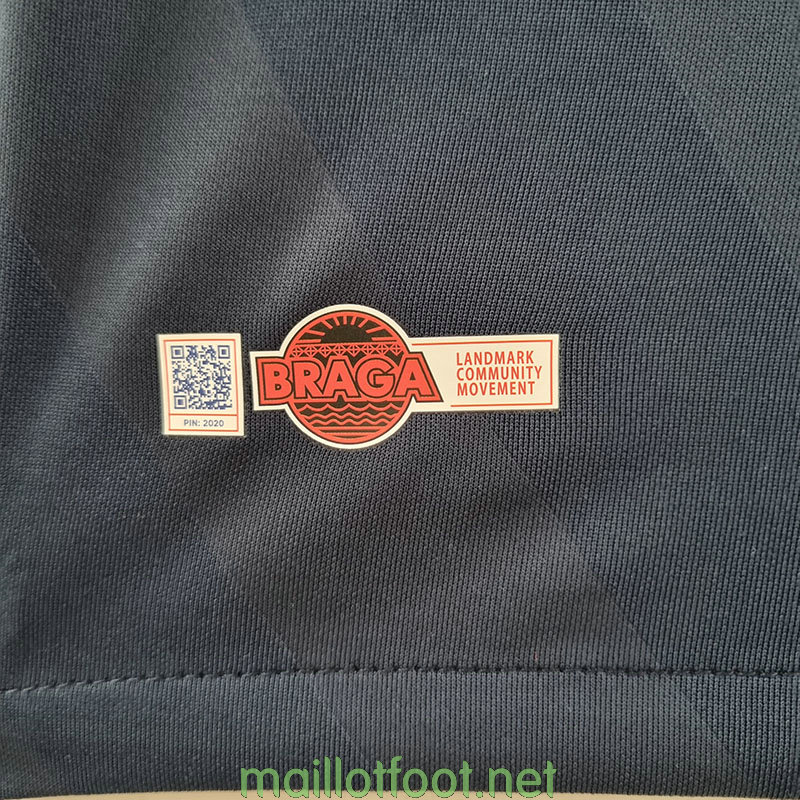 PIN: 2020
BRAGA
LANDMARK
COMMUNITY
MOVEMENT
maillotfoot.net